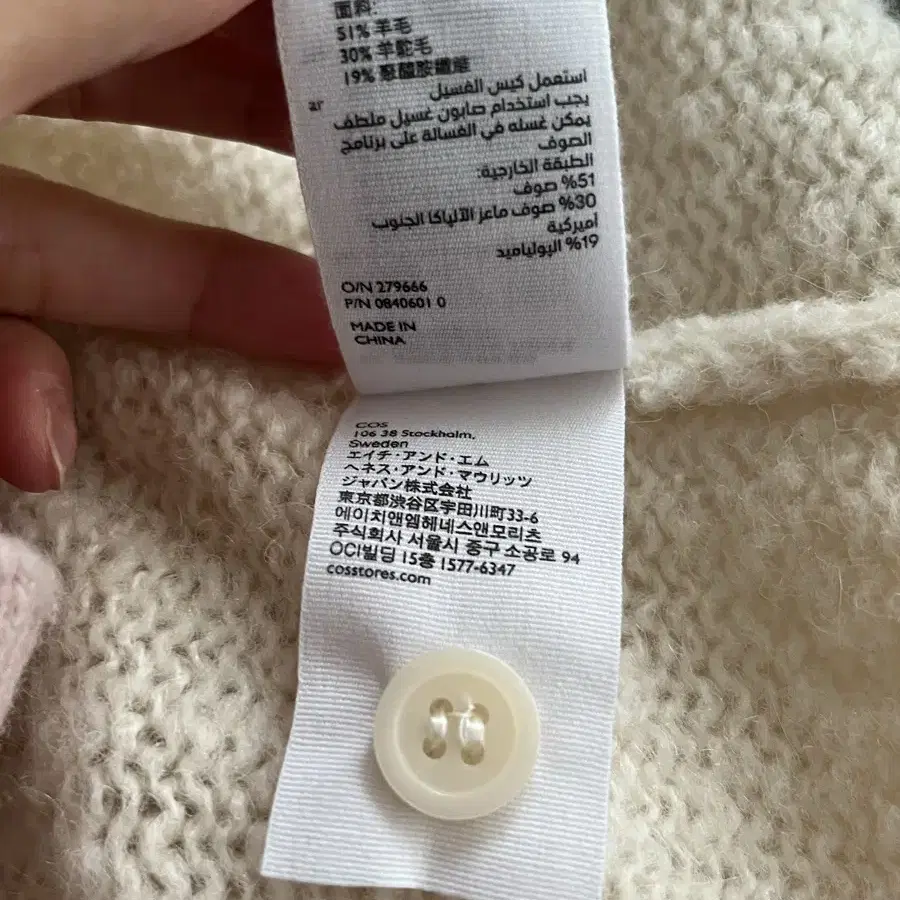 面料:
51% 羊毛
30% 羊驼毛
19% 聚酰胺纤维
ar
استعمل كيس الغسيل
يجب استخدام صابون غسيل ملطف
يمكن غسله في الغسالة على برنامج
الصوف
الطبقة الخارجية:
51% صوف
30% صوف ماعز الألپاكا الجنوب
أميركية
19% الپولياميد
O/N 279666
P/N 0840601 0
MADE IN
CHINA
COS
106 38 Stockholm,
Sweden
エイチ・アンド・エム
ヘネス・アンド・マウリッツ
ジャパン株式会社
東京都渋谷区宇田川町33-6
에이치앤엠헤네스앤모리츠
주식회사 서울시 중구 소공로 94
OCI빌딩 15층 1577-6347
cosstores.com